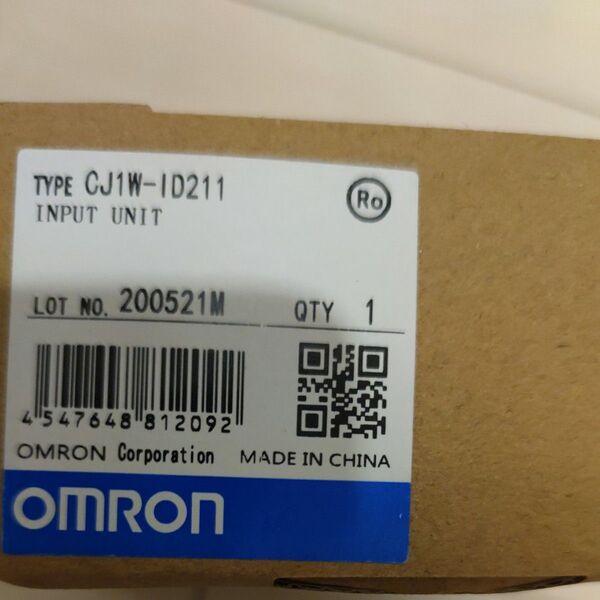 TYPE CJ1W-ID211
INPUT UNIT
Ro
LOT NO. 200521M QTY 1
4 547648 812092
OMRON Corporation MADE IN CHINA
OMRON